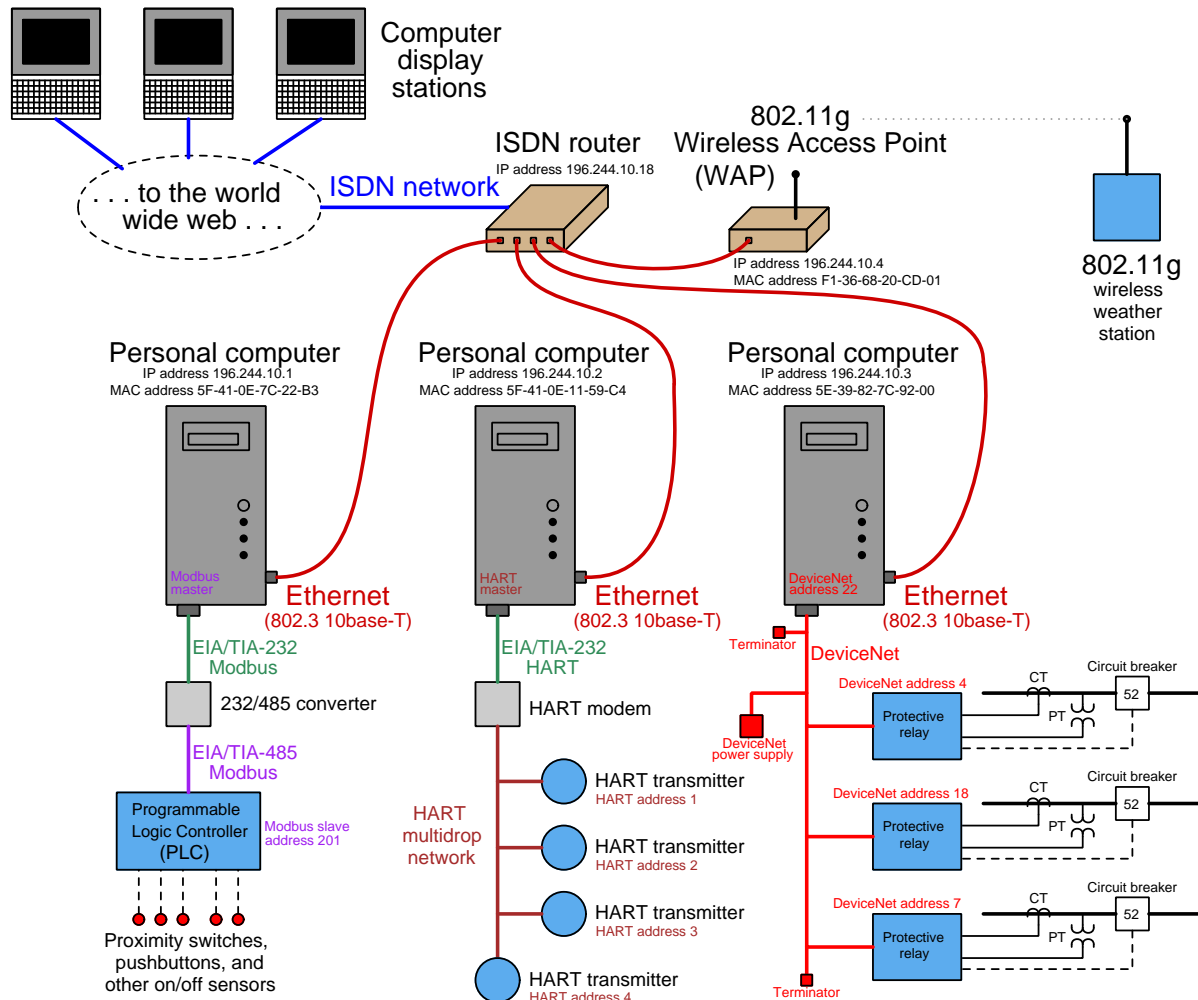 Computer
display
stations
. . . to the world
wide web . . .
ISDN network
ISDN router
IP address 196.244.10.18
802.11g
Wireless Access Point
(WAP)
IP address 196.244.10.4
MAC address F1-36-68-20-CD-01
802.11g
wireless
weather
station
Personal computer
IP address 196.244.10.1
MAC address 5F-41-0E-7C-22-B3
Modbus
master
Ethernet
(802.3 10base-T)
EIA/TIA-232
Modbus
232/485 converter
EIA/TIA-485
Modbus
Programmable
Logic Controller
(PLC)
Modbus slave
address 201
Proximity switches,
pushbuttons, and
other on/off sensors
Personal computer
IP address 196.244.10.2
MAC address 5F-41-0E-11-59-C4
HART
master
Ethernet
(802.3 10base-T)
EIA/TIA-232
HART
HART modem
HART
multidrop
network
HART transmitter
HART address 1
HART transmitter
HART address 2
HART transmitter
HART address 3
HART transmitter
HART address 4
Personal computer
IP address 196.244.10.3
MAC address 5E-39-82-7C-92-00
DeviceNet
address 22
Ethernet
(802.3 10base-T)
Terminator
DeviceNet
DeviceNet
power supply
DeviceNet address 4
Protective
relay
CT
PT
Circuit breaker
52
DeviceNet address 18
Protective
relay
CT
PT
Circuit breaker
52
DeviceNet address 7
Protective
relay
CT
PT
Circuit breaker
52
Terminator